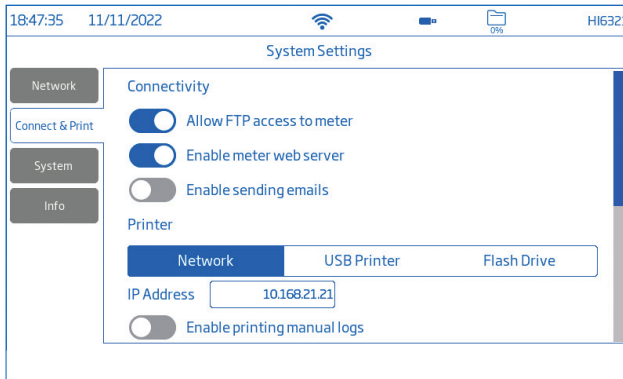 18:47:35 11/11/2022 0% HI632
System Settings
Network
Connect & Print
System
Info
Connectivity
Allow FTP access to meter
Enable meter web server
Enable sending emails
Printer
Network USB Printer Flash Drive
IP Address 10.168.21.21
Enable printing manual logs